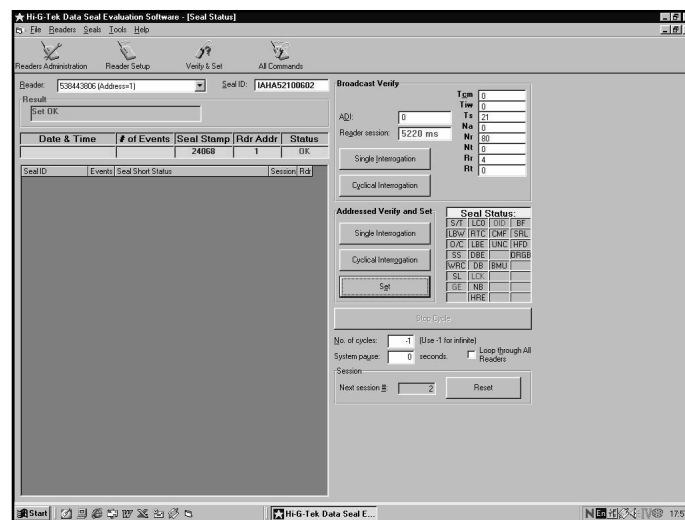 Hi-G-Tek Data Seal Evaluation Software - [Seal Status]
File Readers Seals Tools Help
Readers Administration Reader Setup Verify & Set All Commands
Reader: 538443806 (Address=1) Seal ID: IAHA52100602
Result
Set OK
Date & Time # of Events Seal Stamp Rdr Addr Status
24068 1 OK
Seal ID Events Seal Short Status Session Rdr
Broadcast Verify
ADI: 0
Reader session: 5220 ms
Single Interrogation
Cyclical Interrogation
Tcm 0
Tiw 0
Ts 21
Na 0
Nr 80
Nt 0
Rr 4
Rt 0
Addressed Verify and Set
Single Interrogation
Cyclical Interrogation
Set
Seal Status:
S/T LCO OID BF
LBW RTC CMF SRL
O/C LBE UNC HFD
SS DBE ORGB
WRC DB BMU
SL LCK
GE NB
HRE
Stop Cycle
No. of cycles: -1 (Use -1 for infinite)
System pause: 0 seconds.
Loop through All
Readers
Session
Next session #: 2 Reset
Start Hi-G-Tek Data Seal E... En